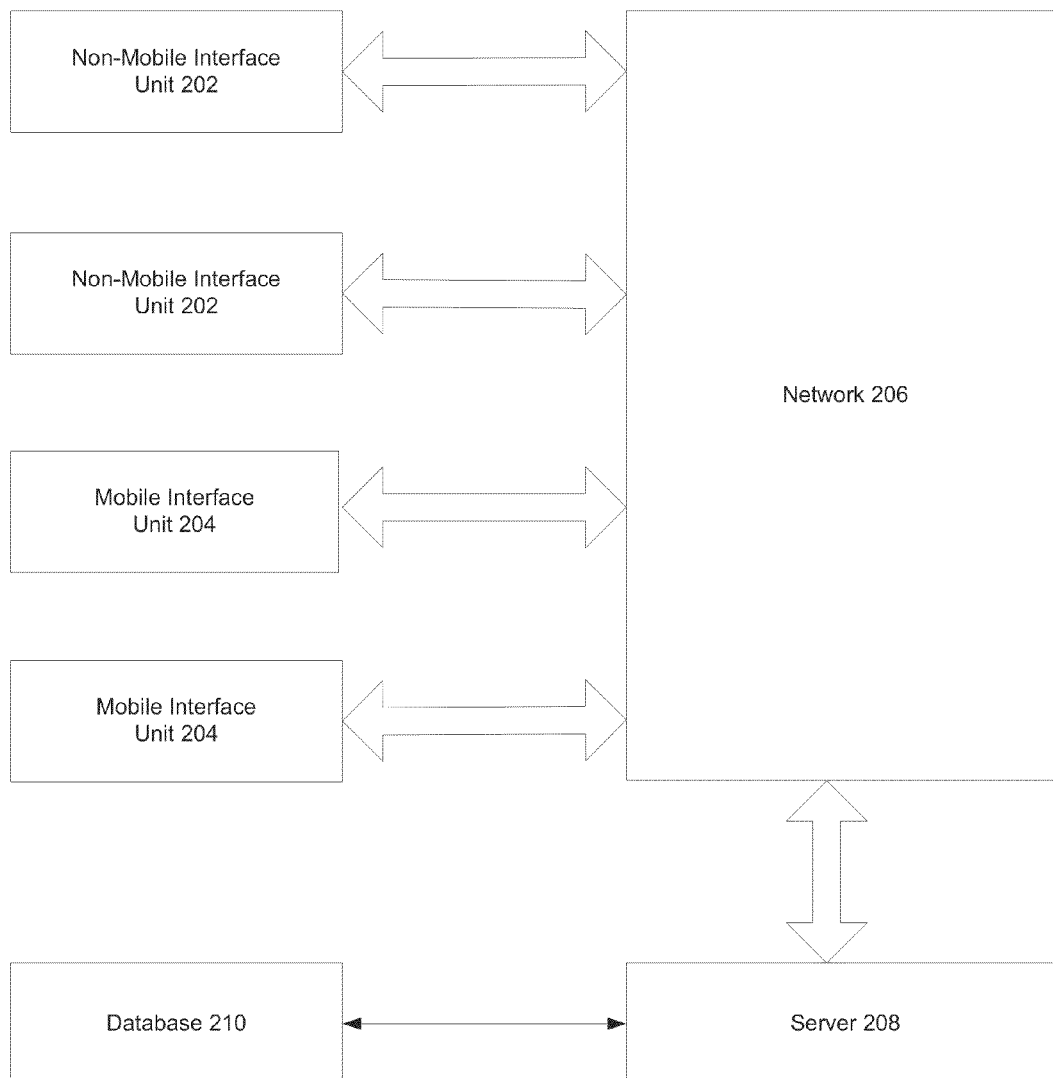 Non-Mobile Interface
Unit 202
Non-Mobile Interface
Unit 202
Network 206
Mobile Interface
Unit 204
Mobile Interface
Unit 204
Database 210
Server 208